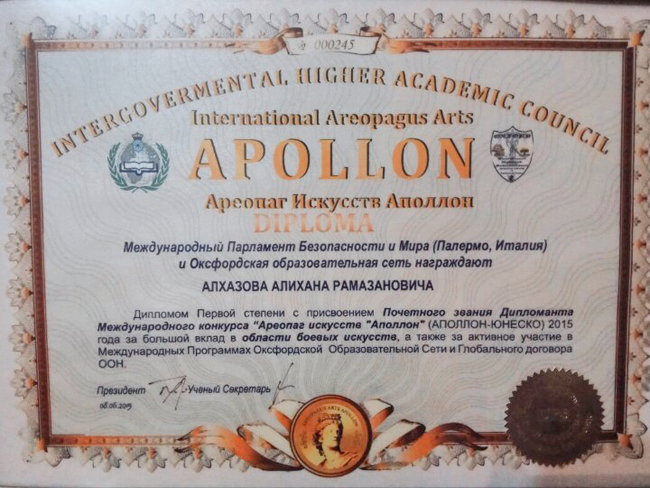 № 000245
INTERGOVERMENTAL HIGHER ACADEMIC COUNCIL
International Areopagus Arts
APOLLON
Ареопаг Искусств Аполлон
DIPLOMA
Международный Парламент Безопасности и Мира (Палермо, Италия)
и Оксфордская образовательная сеть награждают
АЛХАЗОВА АЛИХАНА РАМАЗАНОВИЧА
Дипломом Первой степени с присвоением Почетного звания Дипломанта
Международного конкурса "Ареопаг искусств "Аполлон" (АПОЛЛОН-ЮНЕСКО) 2015
года за большой вклад в области боевых искусств, а также за активное участие в
Международных Программах Оксфордской Образовательной Сети и Глобального договора
ООН.
Президент Ученый Секретарь
08.06.2015